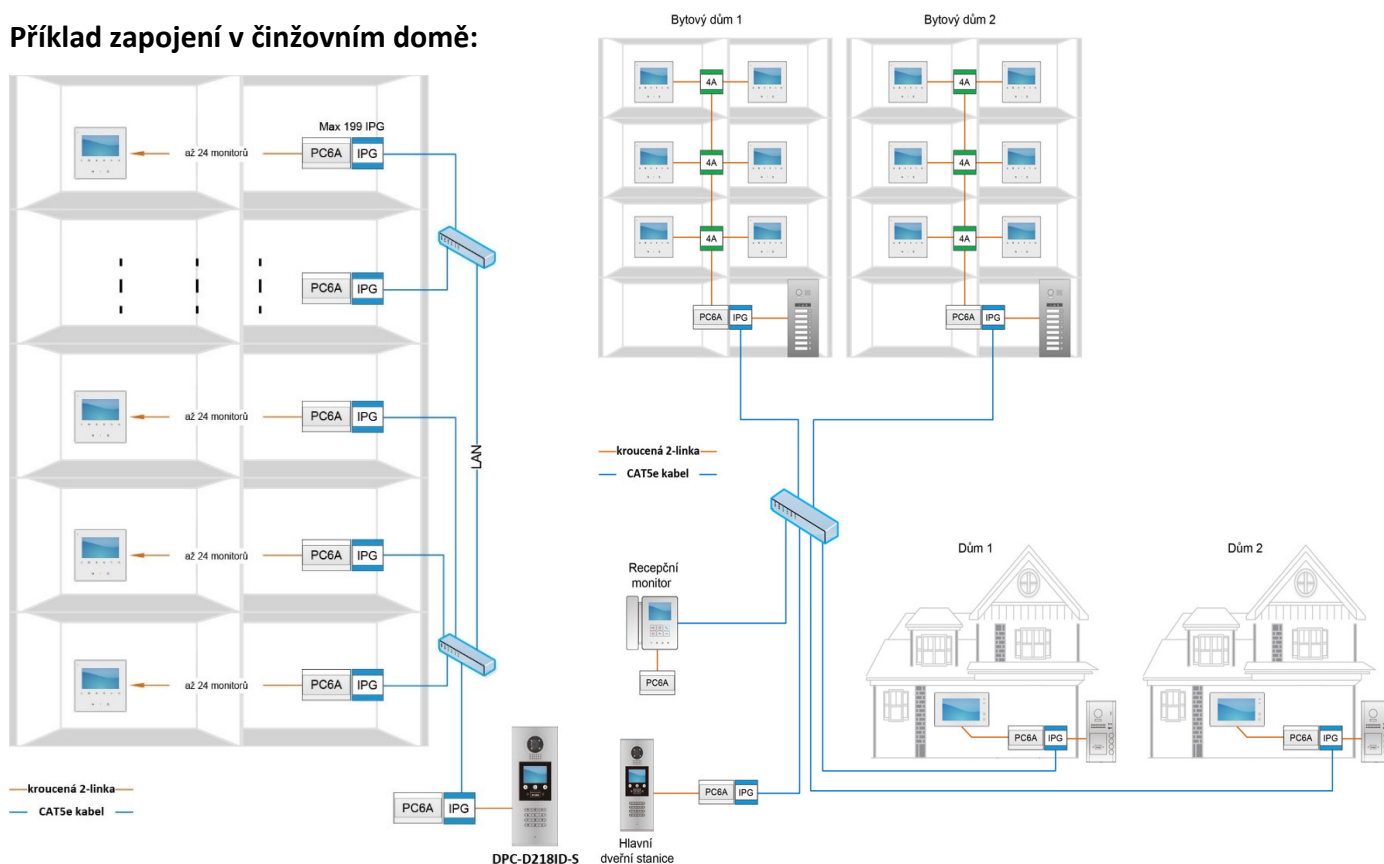 Příklad zapojení v činžovním domě:
Max 199 IPG
až 24 monitorů
PC6A IPG
PC6A IPG
až 24 monitorů
PC6A IPG
LAN
až 24 monitorů
PC6A IPG
až 24 monitorů
PC6A IPG
kroucená 2-linka
CAT5e kabel
PC6A IPG
DPC-D218ID-S
Bytový dům 1
4A
4A
4A
PC6A IPG
Bytový dům 2
4A
4A
4A
PC6A IPG
kroucená 2-linka
CAT5e kabel
Recepční
monitor
PC6A
PC6A IPG
Hlavní
dveřní stanice
Dům 1
PC6A IPG
Dům 2
PC6A IPG